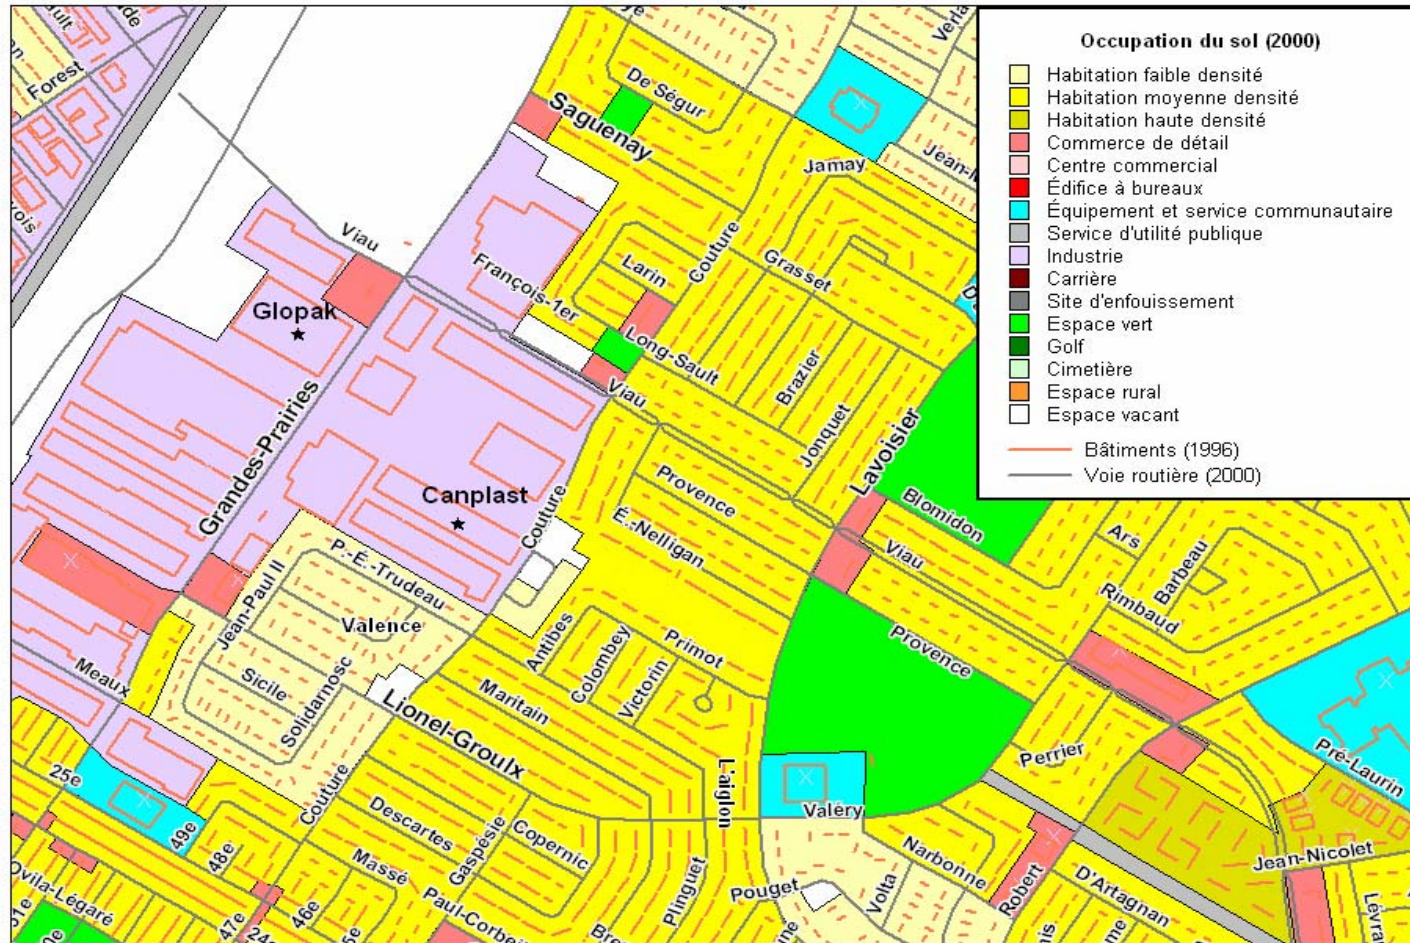 Occupation du sol (2000)
Habitation faible densité
Habitation moyenne densité
Habitation haute densité
Commerce de détail
Centre commercial
Édifice à bureaux
Équipement et service communautaire
Service d'utilité publique
Industrie
Carrière
Site d'enfouissement
Espace vert
Golf
Cimetière
Espace rural
Espace vacant
Bâtiments (1996)
Voie routière (2000)
Forest
De Ségur
Saguenay
Jamay
Viau
Couture
Larin
Grasset
François-1er
Glopak
Long-Sault
Viau
Brazier
Jonquet
Lavoisier
Grandes-Prairies
Canplast
Couture
Provence
É.-Nelligan
Blomidon
Viau
Ars
Barbeau
Rimbaud
P.-É.-Trudeau
Jean-Paul II
Valence
Antibes
Colombey
Victorin
Primot
Provence
Meaux
Sicile
Solidarnosc
Maritain
Lionel-Groulx
Perrier
Pré-Laurin
25e
49e
48e
Couture
Descartes
Gaspésie
Copernic
L'aiglon
Valéry
Narbonne
Robert
Jean-Nicolet
Massé
Plinguet
Pouget
Volta
D'Artagnan
Ovila-Légaré
47e
46e
51e